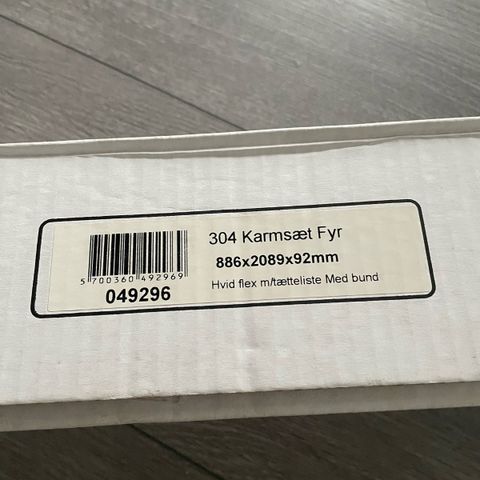 304 Karmsæt Fyr
886x2089x92mm
Hvid flex m/tætteliste Med bund
5 700360 492969
049296